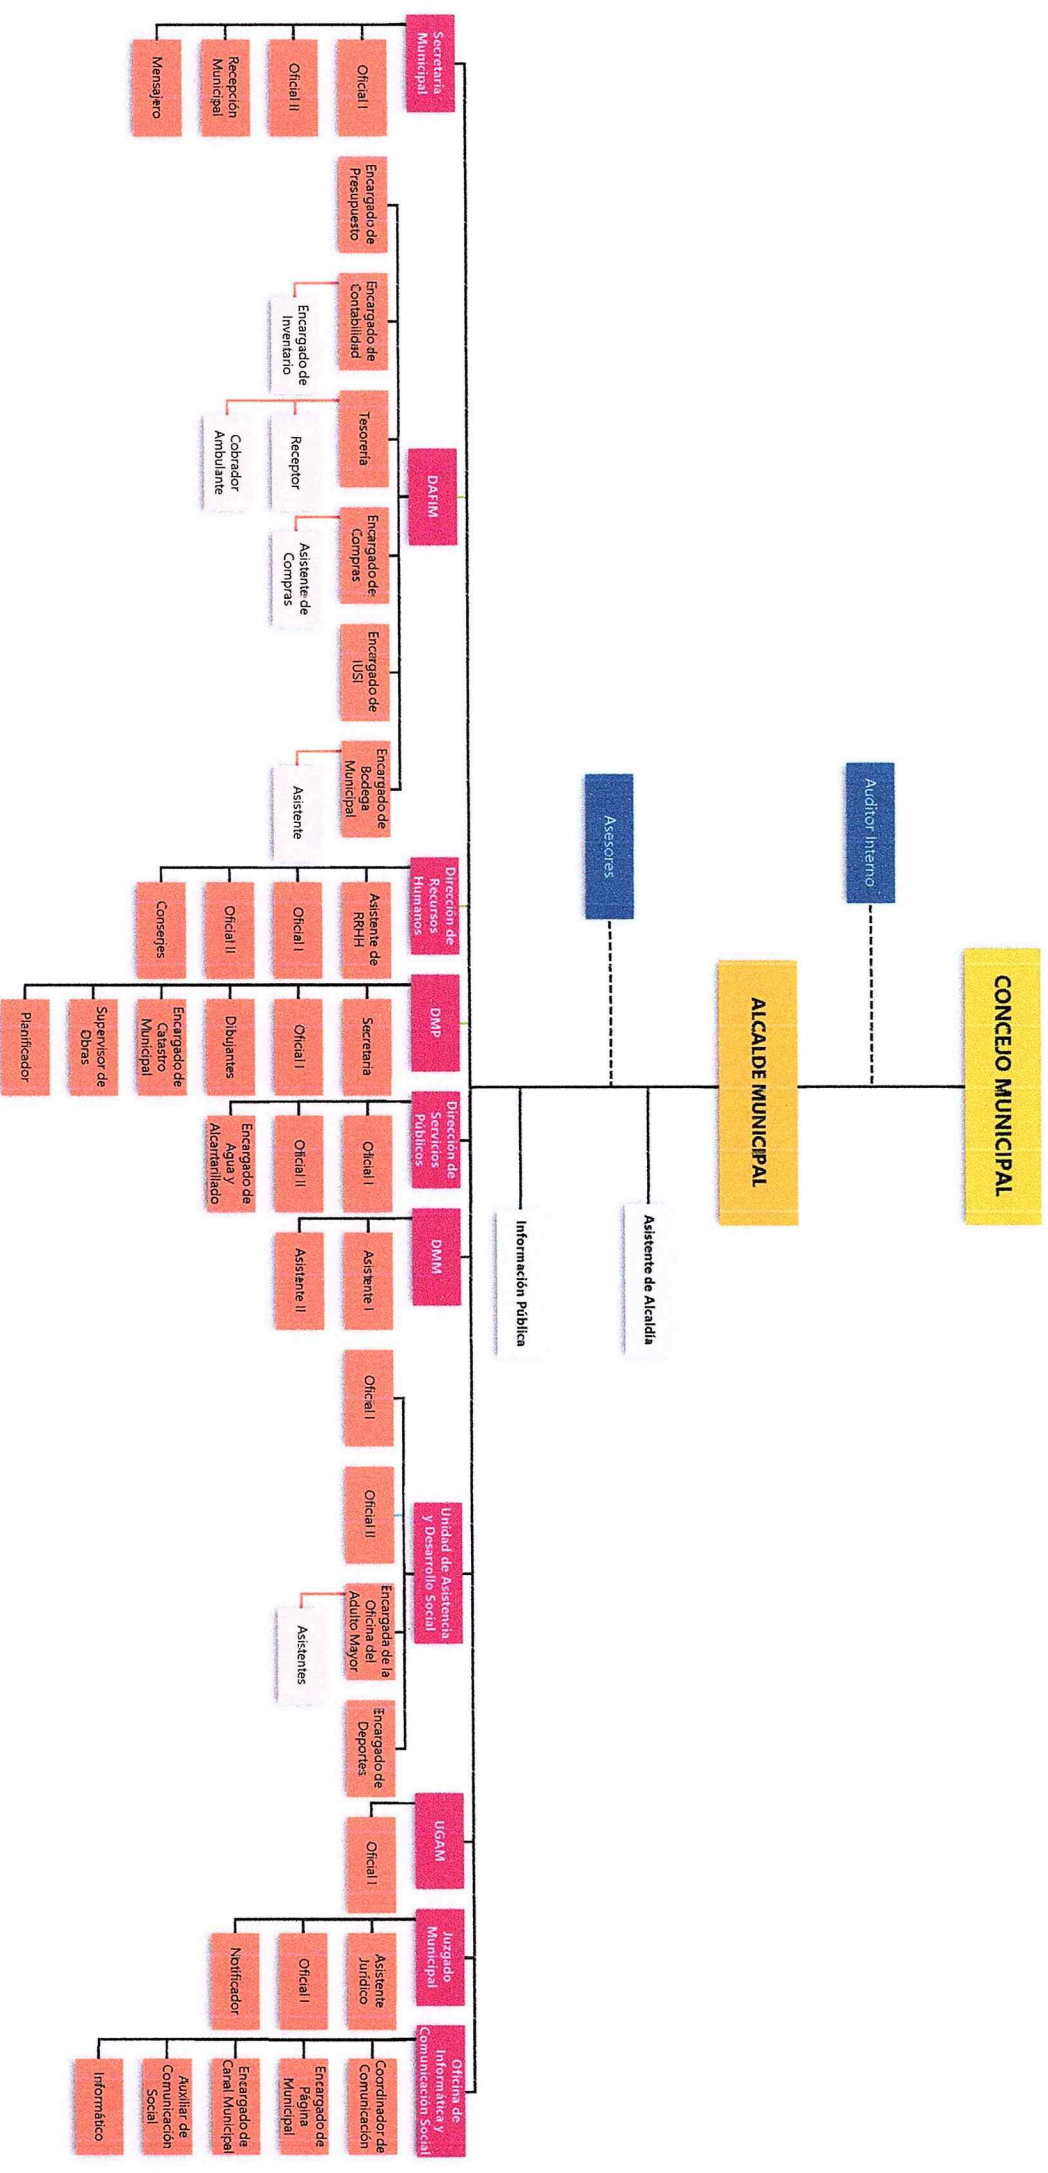 CONCEJO MUNICIPAL
Auditor Interno
ALCALDE MUNICIPAL
Asesores
Asistente de Alcaldía
Información Pública
Secretaria
Municipal
Oficial I
Oficial II
Recepción
Municipal
Mensajero
DAFIM
Encargado de
Presupuesto
Encargado de
Contabilidad
Encargado de
Inventario
Tesorería
Receptor
Cobrador
Ambulante
Encargado de
Compras
Asistente de
Compras
Encargado de
IUSI
Encargado de
Bodega
Municipal
Asistente
Dirección de
Recursos
Humanos
Asistente de
RRHH
Oficial I
Oficial II
Conserjes
DMP
Secretaria
Oficial I
Dibujantes
Encargado de
Catastro
Municipal
Supervisor de
Obras
Planificador
Dirección de
Servicios
Públicos
Oficial I
Oficial II
Encargado de
Agua y
Alcantarillado
DMM
Asistente I
Asistente II
Unidad de Asistencia
y Desarrollo Social
Oficial I
Oficial II
Encargada de la
Oficina del
Adulto Mayor
Asistentes
Encargado de
Deportes
UGAM
Oficial I
Juzgado
Municipal
Asistente
Jurídico
Oficial I
Notificador
Oficina de
Informática y
Comunicación Social
Coordinador de
Comunicación
Encargado de
Página
Municipal
Encargado de
Canal Municipal
Auxiliar de
Comunicación
Social
Informático